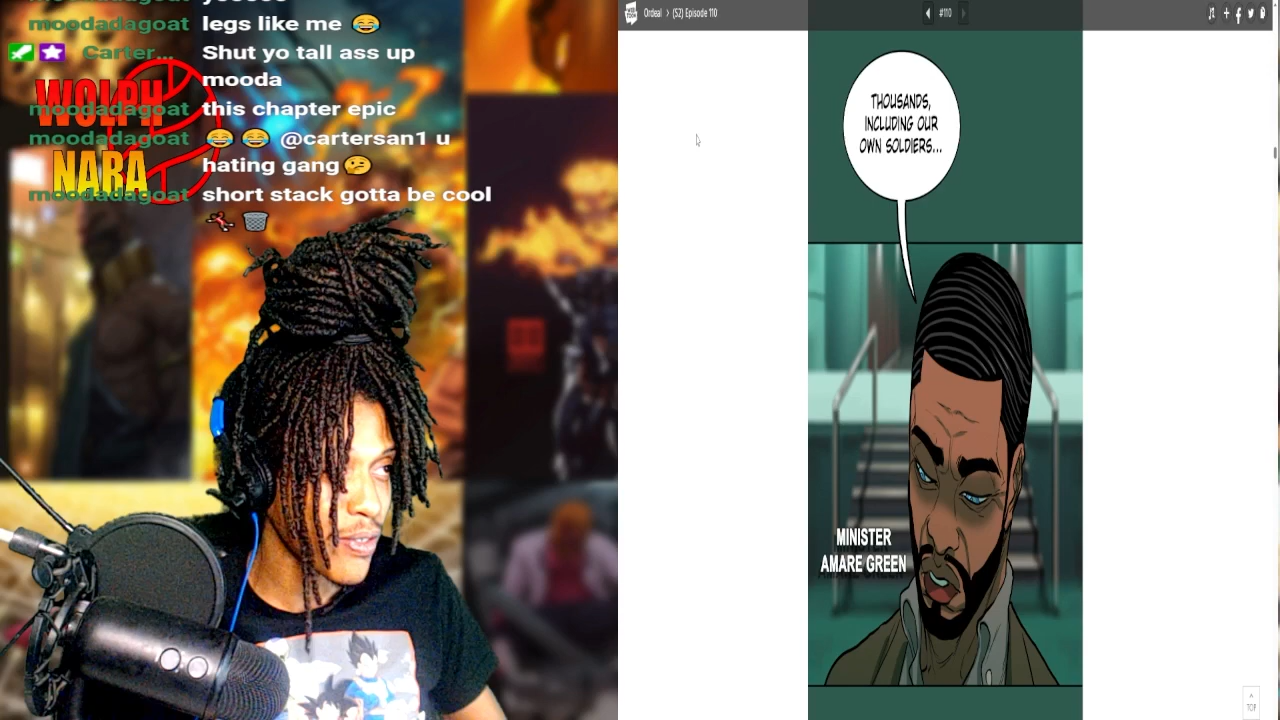 moodadagoat legs like me 😂
Carter... Shut yo tall ass up
mooda
moodadagoat this chapter epic
moodadagoat 😂 😂 @cartersan1 u
hating gang🤔
moodadagoat short stack gotta be cool
WOLPH
NARA
Ordeal > (S2) Episode 110
#110
THOUSANDS,
INCLUDING OUR
OWN SOLDIERS...
MINISTER
AMARE GREEN
TOP